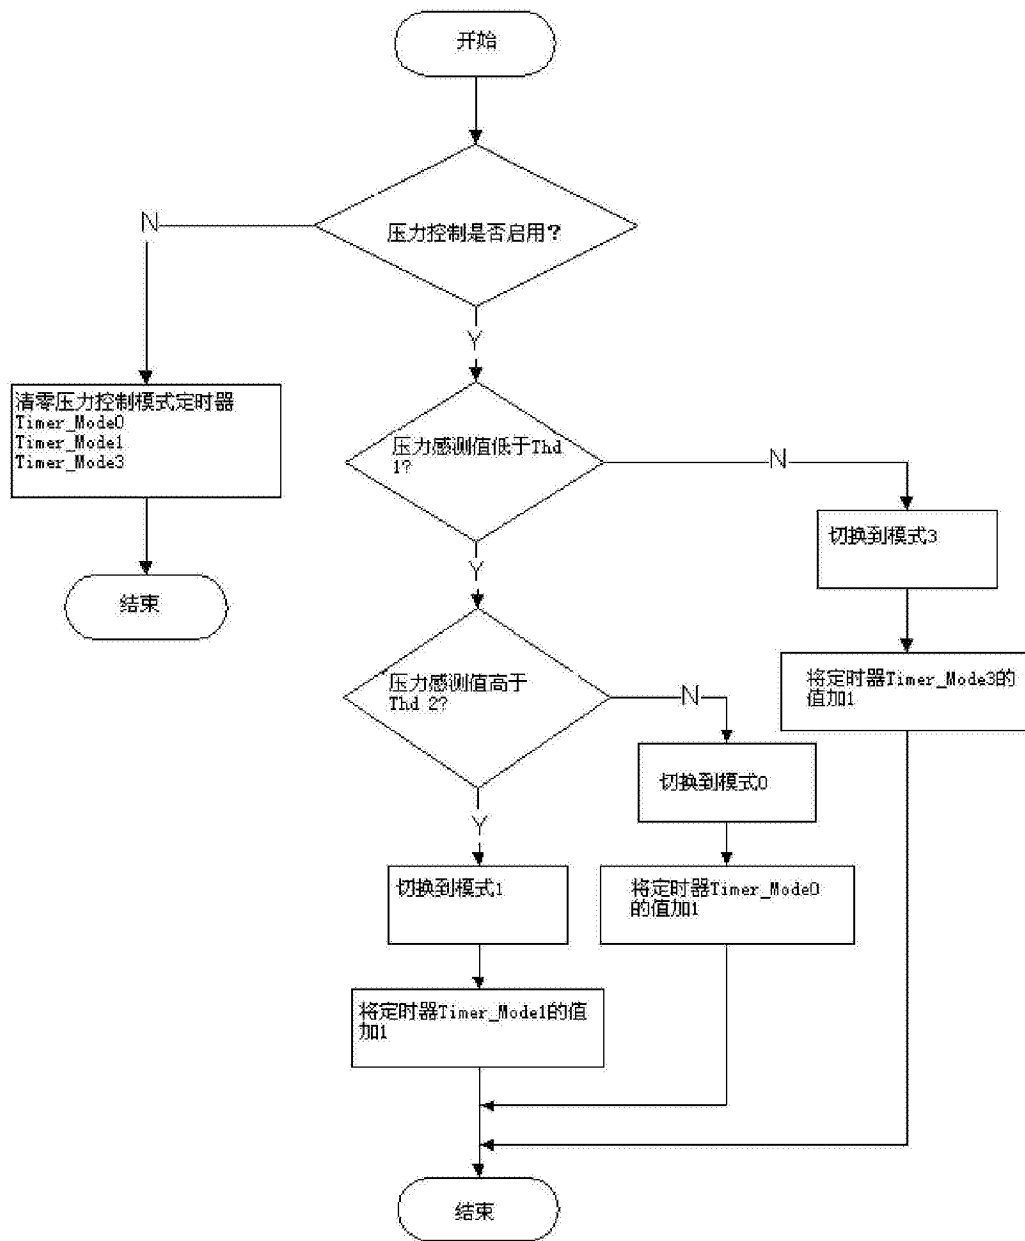 开始
压力控制是否启用?
N
Y
清零压力控制模式定时器
Timer_Mode0
Timer_Mode1
Timer_Mode3
压力感测值低于Thd
1?
N
切换到模式3
Y
结束
压力感测值高于
Thd 2?
N
将定时器Timer_Mode3的
值加1
切换到模式0
Y
切换到模式1
将定时器Timer_Mode0
的值加1
将定时器Timer_Mode1的值
加1
结束